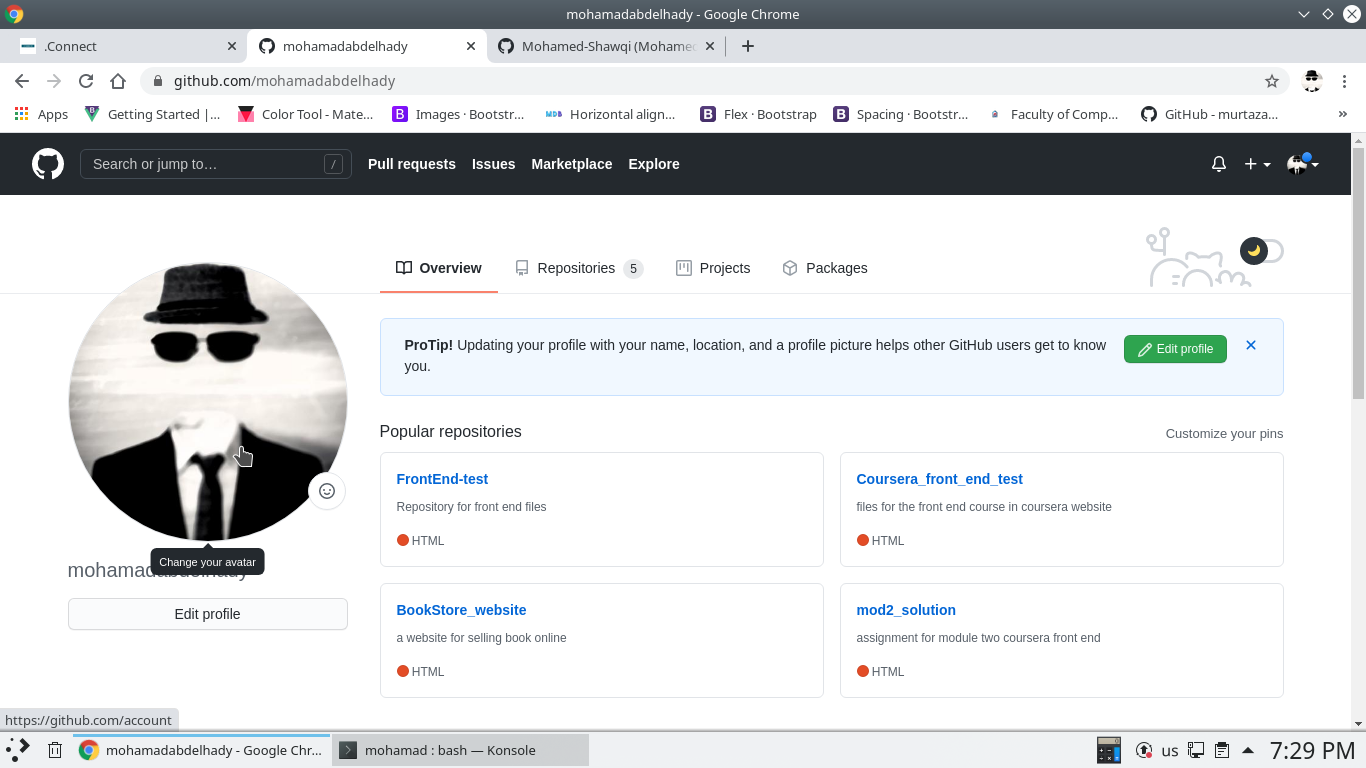 mohamadabdelhady - Google Chrome
.Connect
mohamadabdelhady
Mohamed-Shawqi (Mohamed
github.com/mohamadabdelhady
Apps
Getting Started |...
Color Tool - Mate...
Images · Bootstr...
MDB
Horizontal align...
Flex · Bootstrap
Spacing · Bootstr...
Faculty of Comp...
GitHub - murtaza...
»
Search or jump to…
/
Pull requests
Issues
Marketplace
Explore
Overview
Repositories 5
Projects
Packages
ProTip! Updating your profile with your name, location, and a profile picture helps other GitHub users get to know
you.
Edit profile
Popular repositories
Customize your pins
FrontEnd-test
Repository for front end files
HTML
Coursera_front_end_test
files for the front end course in coursera website
HTML
Change your avatar
mohamadabdelhady
Edit profile
BookStore_website
a website for selling book online
HTML
mod2_solution
assignment for module two coursera front end
HTML
https://github.com/account
mohamadabdelhady - Google Chr...
mohamad : bash — Konsole
us
7:29 PM